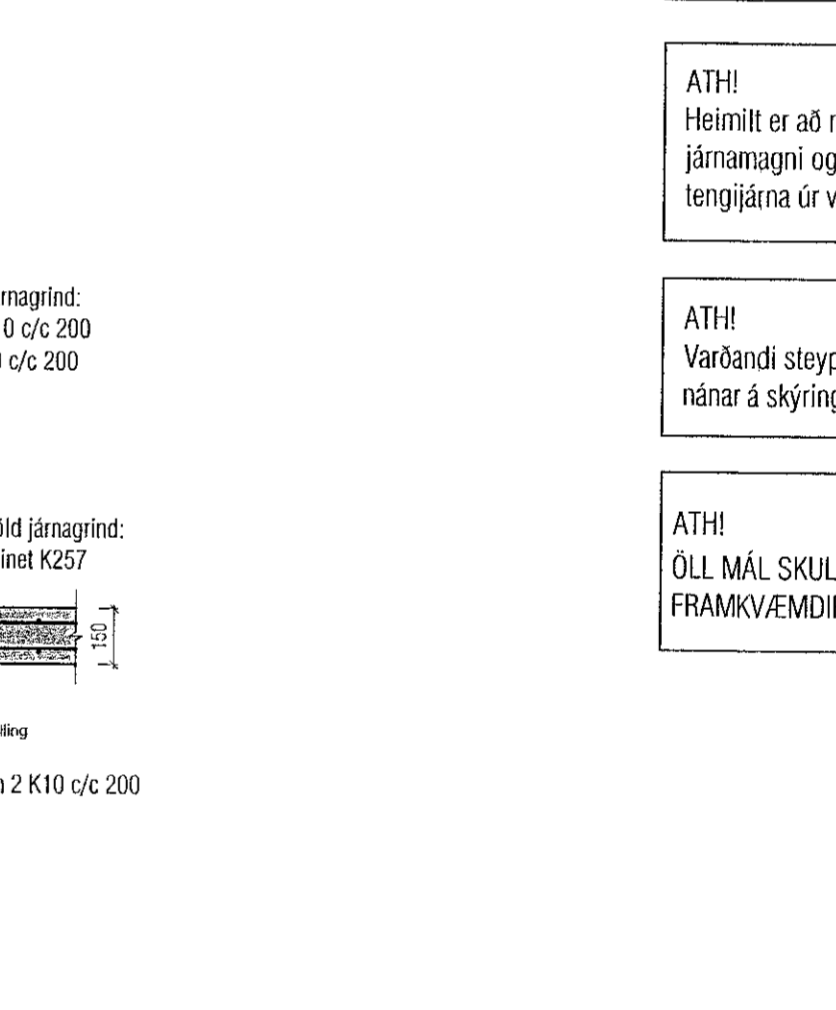 rnagrind:
10 c/c 200
c/c 200
öld járnagrind:
inet K257
150
lling
2 K10 c/c 200
ATH!
Heimilt er að
járnamagni og
tengijárna úr v
ATH!
Varðandi steyp
nánar á skýring
ATH!
ÖLL MÁL SKUL
FRAMKVÆMDI